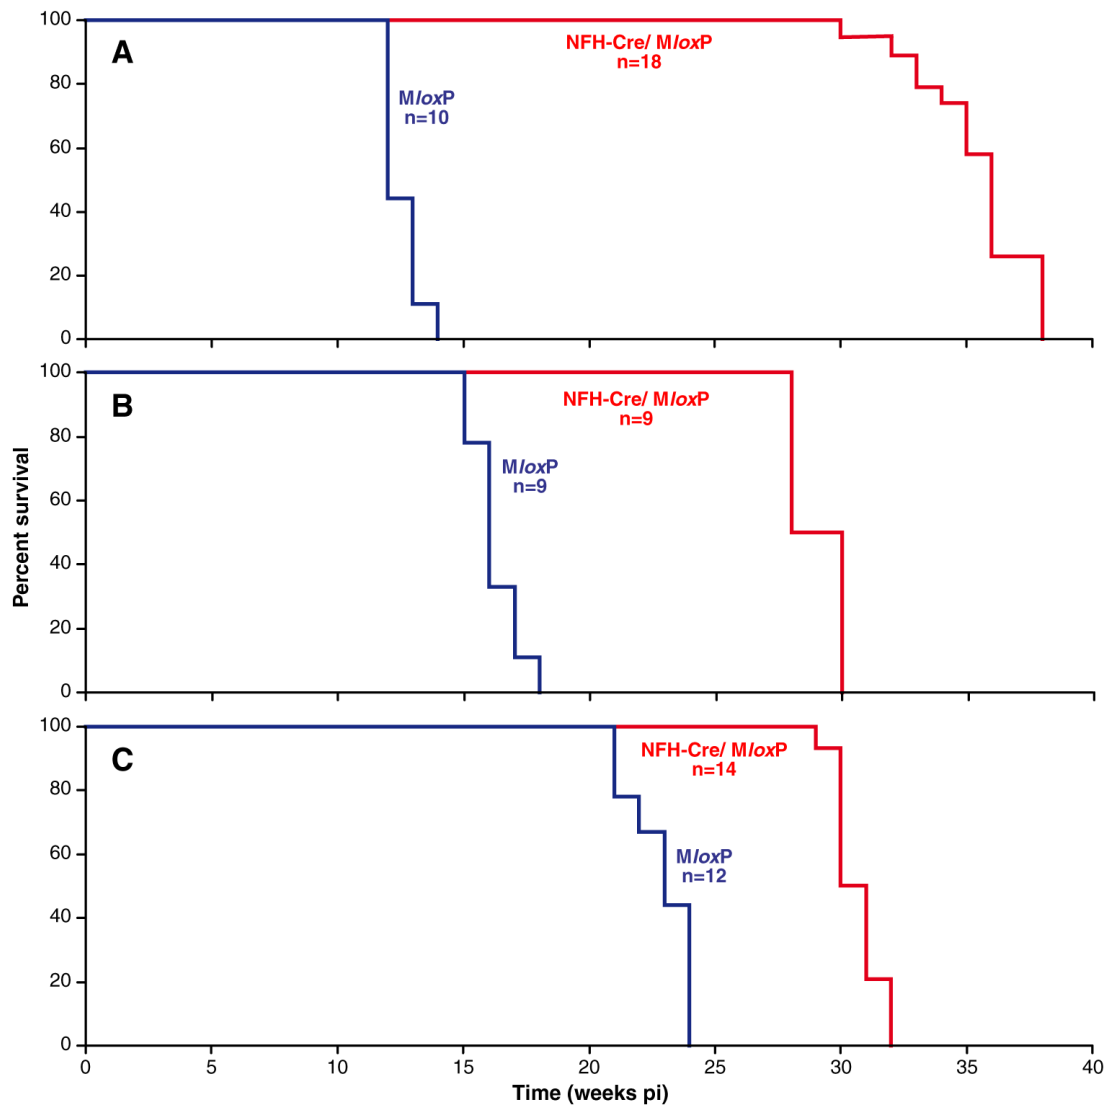 100
80
60
40
20
0
A
NFH-Cre/ MloxP
n=18
MloxP
n=10
100
80
60
40
20
0
B
NFH-Cre/ MloxP
n=9
MloxP
n=9
Percent survival
100
80
60
40
20
0
C
NFH-Cre/ MloxP
n=14
MloxP
n=12
0 5 10 15 20 25 30 35 40
Time (weeks pi)